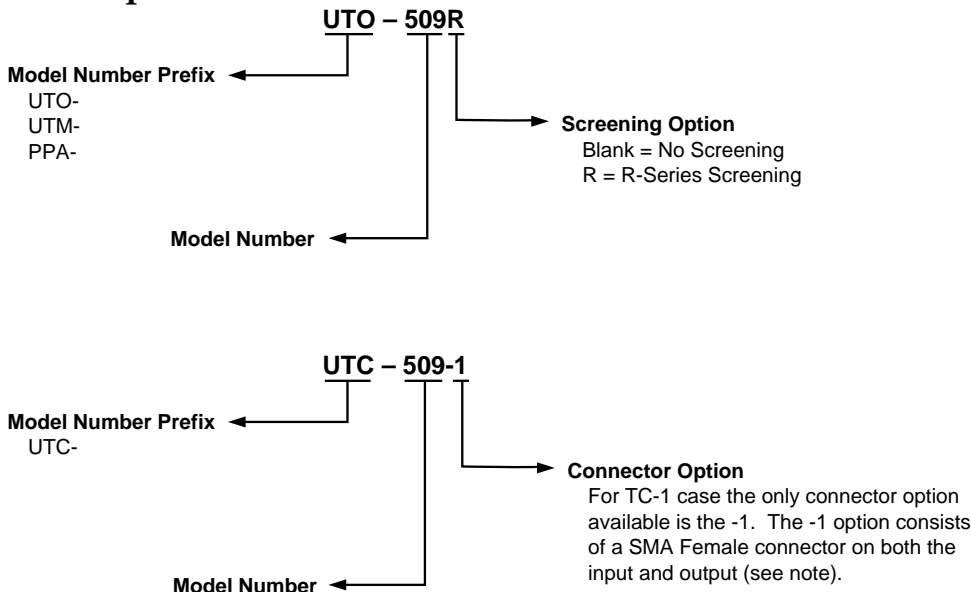 UTO – 509R
Model Number Prefix
UTO-
UTM-
PPA-
Screening Option
Blank = No Screening
R = R-Series Screening
Model Number
UTC – 509-1
Model Number Prefix
UTC-
Connector Option
For TC-1 case the only connector option
available is the -1. The -1 option consists
of a SMA Female connector on both the
input and output (see note).
Model Number